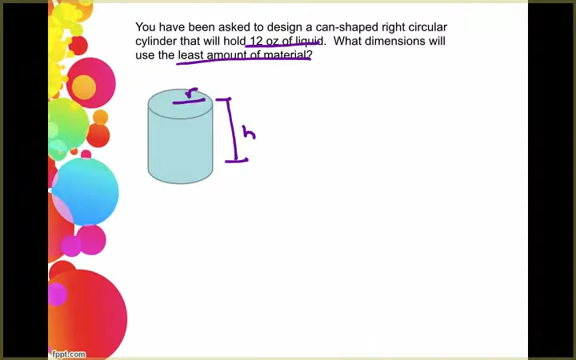 You have been asked to design a can-shaped right circular
cylinder that will hold 12 oz of liquid.  What dimensions will
use the least amount of material?
r
h
fppt.com